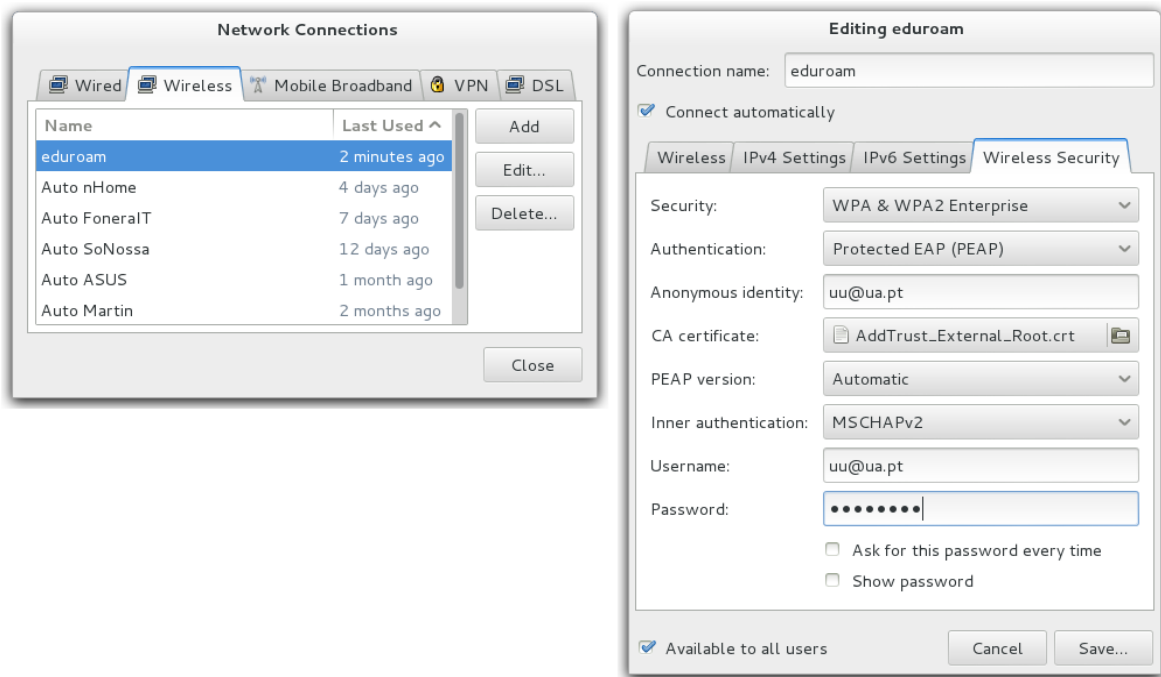 Network Connections
Wired Wireless Mobile Broadband VPN DSL
Name Last Used
eduroam 2 minutes ago
Auto nHome 4 days ago
Auto FoneraIT 7 days ago
Auto SoNossa 12 days ago
Auto ASUS 1 month ago
Auto Martin 2 months ago
Add
Edit...
Delete...
Close
Editing eduroam
Connection name: eduroam
Connect automatically
Wireless IPv4 Settings IPv6 Settings Wireless Security
Security: WPA & WPA2 Enterprise
Authentication: Protected EAP (PEAP)
Anonymous identity: uu@ua.pt
CA certificate: AddTrust_External_Root.crt
PEAP version: Automatic
Inner authentication: MSCHAPv2
Username: uu@ua.pt
Password: ••••••••
Ask for this password every time
Show password
Available to all users Cancel Save...